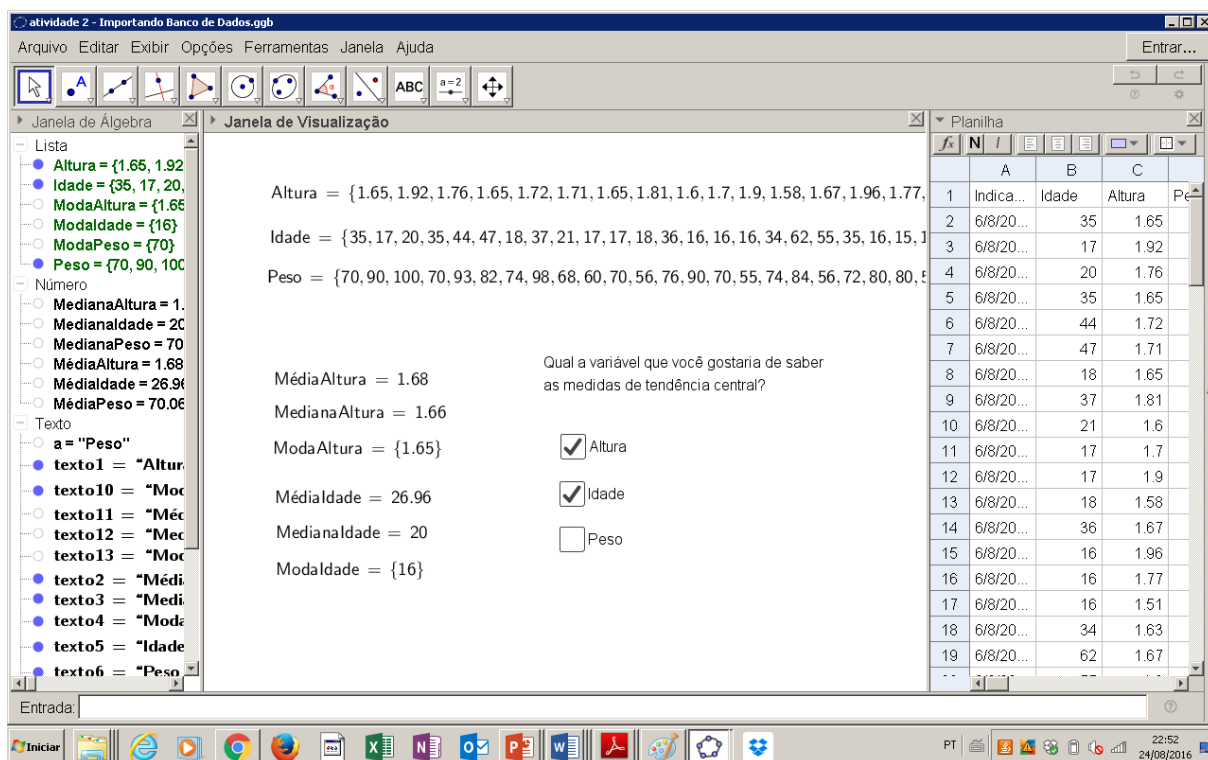 atividade 2 - Importando Banco de Dados.ggb
Arquivo Editar Exibir Opções Ferramentas Janela Ajuda
Entrar...
A
ABC
a=2
Janela de Álgebra
Lista
Altura = {1.65, 1.92
Idade = {35, 17, 20,
ModaAltura = {1.65
ModaIdade = {16}
ModaPeso = {70}
Peso = {70, 90, 100
Número
MedianaAltura = 1.
MedianaIdade = 20
MedianaPeso = 70
MédiaAltura = 1.68
MédiaIdade = 26.96
MédiaPeso = 70.06
Texto
a = "Peso"
texto1 = “Altur
texto10 = “Mod
texto11 = “Méd
texto12 = “Med
texto13 = “Mod
texto2 = “Médi
texto3 = “Medi
texto4 = “Moda
texto5 = “Idade
texto6 = “Peso
Janela de Visualização
Altura = {1.65, 1.92, 1.76, 1.65, 1.72, 1.71, 1.65, 1.81, 1.6, 1.7, 1.9, 1.58, 1.67, 1.96, 1.77,
Idade = {35, 17, 20, 35, 44, 47, 18, 37, 21, 17, 17, 18, 36, 16, 16, 16, 34, 62, 55, 35, 16, 15, 1
Peso = {70, 90, 100, 70, 93, 82, 74, 98, 68, 60, 70, 56, 76, 90, 70, 55, 74, 84, 56, 72, 80, 80, 5
MédiaAltura = 1.68
MedianaAltura = 1.66
ModaAltura = {1.65}
MédiaIdade = 26.96
MedianaIdade = 20
ModaIdade = {16}
Qual a variável que você gostaria de saber
as medidas de tendência central?
Altura
Idade
Peso
Planilha
fx N I
A B C
1 Indica... Idade Altura Pe
2 6/8/20... 35 1.65
3 6/8/20... 17 1.92
4 6/8/20... 20 1.76
5 6/8/20... 35 1.65
6 6/8/20... 44 1.72
7 6/8/20... 47 1.71
8 6/8/20... 18 1.65
9 6/8/20... 37 1.81
10 6/8/20... 21 1.6
11 6/8/20... 17 1.7
12 6/8/20... 17 1.9
13 6/8/20... 18 1.58
14 6/8/20... 36 1.67
15 6/8/20... 16 1.96
16 6/8/20... 16 1.77
17 6/8/20... 16 1.51
18 6/8/20... 34 1.63
19 6/8/20... 62 1.67
Entrada:
Iniciar
PT
22:52
24/08/2016